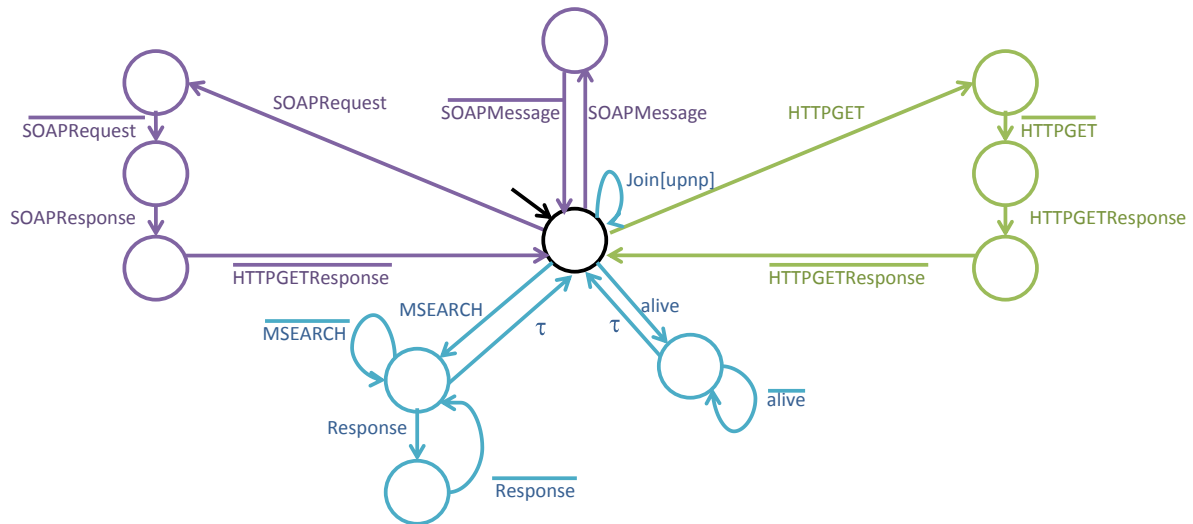 SOAPRequest
SOAPMessage
SOAPMessage
HTTPGET
SOAPRequest
HTTPGET
Join[upnp]
SOAPResponse
HTTPGETResponse
HTTPGETResponse
HTTPGETResponse
MSEARCH
alive
MSEARCH
τ
τ
alive
Response
Response